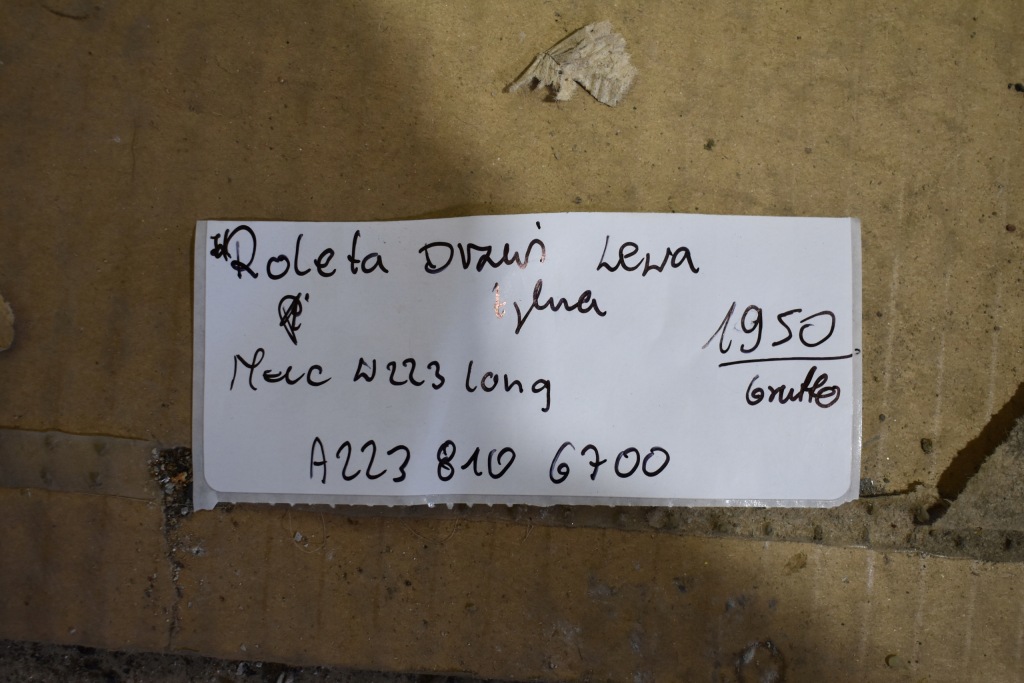 Roleta Drzwi Lewa
tylna
Merc W223 long
1950
brutto
A223 810 6700